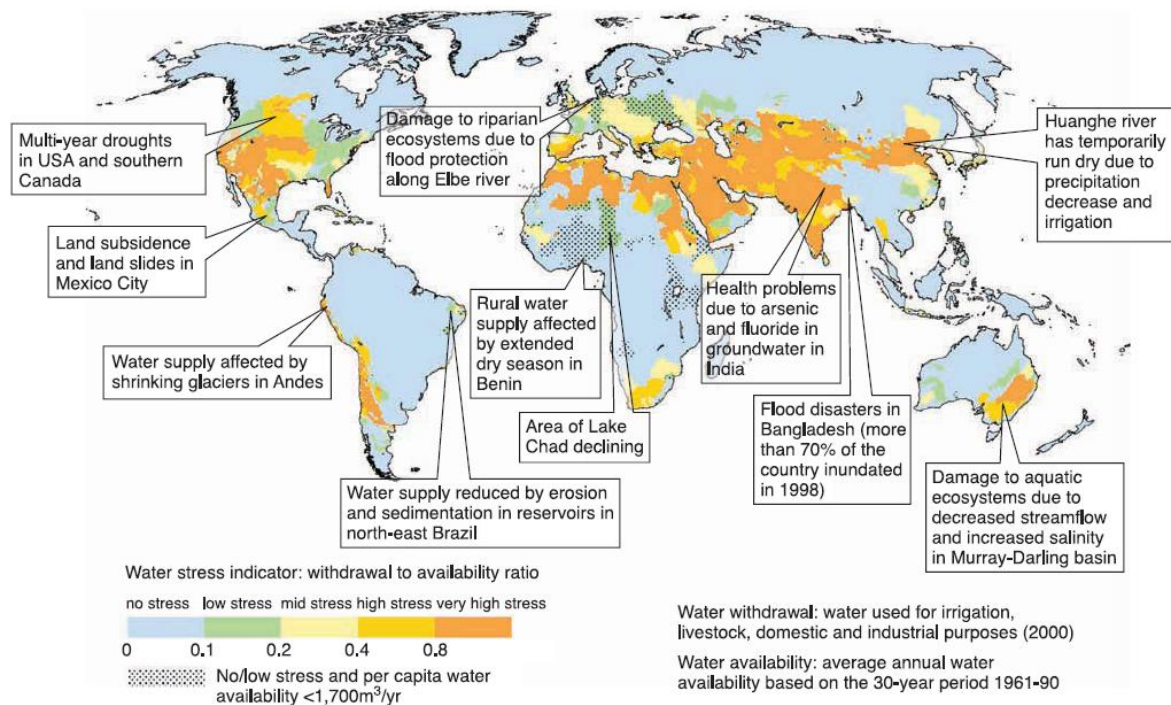 Multi-year droughts
in USA and southern
Canada
Damage to riparian
ecosystems due to
flood protection
along Elbe river
Huanghe river
has temporarily
run dry due to
precipitation
decrease and
irrigation
Land subsidence
and land slides in
Mexico City
Water supply affected by
shrinking glaciers in Andes
Rural water
supply affected
by extended
dry season in
Benin
Health problems
due to arsenic
and fluoride in
groundwater in
India
Area of Lake
Chad declining
Flood disasters in
Bangladesh (more
than 70% of the
country inundated
in 1998)
Water supply reduced by erosion
and sedimentation in reservoirs in
north-east Brazil
Damage to aquatic
ecosystems due to
decreased streamflow
and increased salinity
in Murray-Darling basin
Water stress indicator: withdrawal to availability ratio
no stress low stress mid stress high stress very high stress
0 0.1 0.2 0.4 0.8
No/low stress and per capita water
availability <1,700m³/yr
Water withdrawal: water used for irrigation,
livestock, domestic and industrial purposes (2000)
Water availability: average annual water
availability based on the 30-year period 1961-90